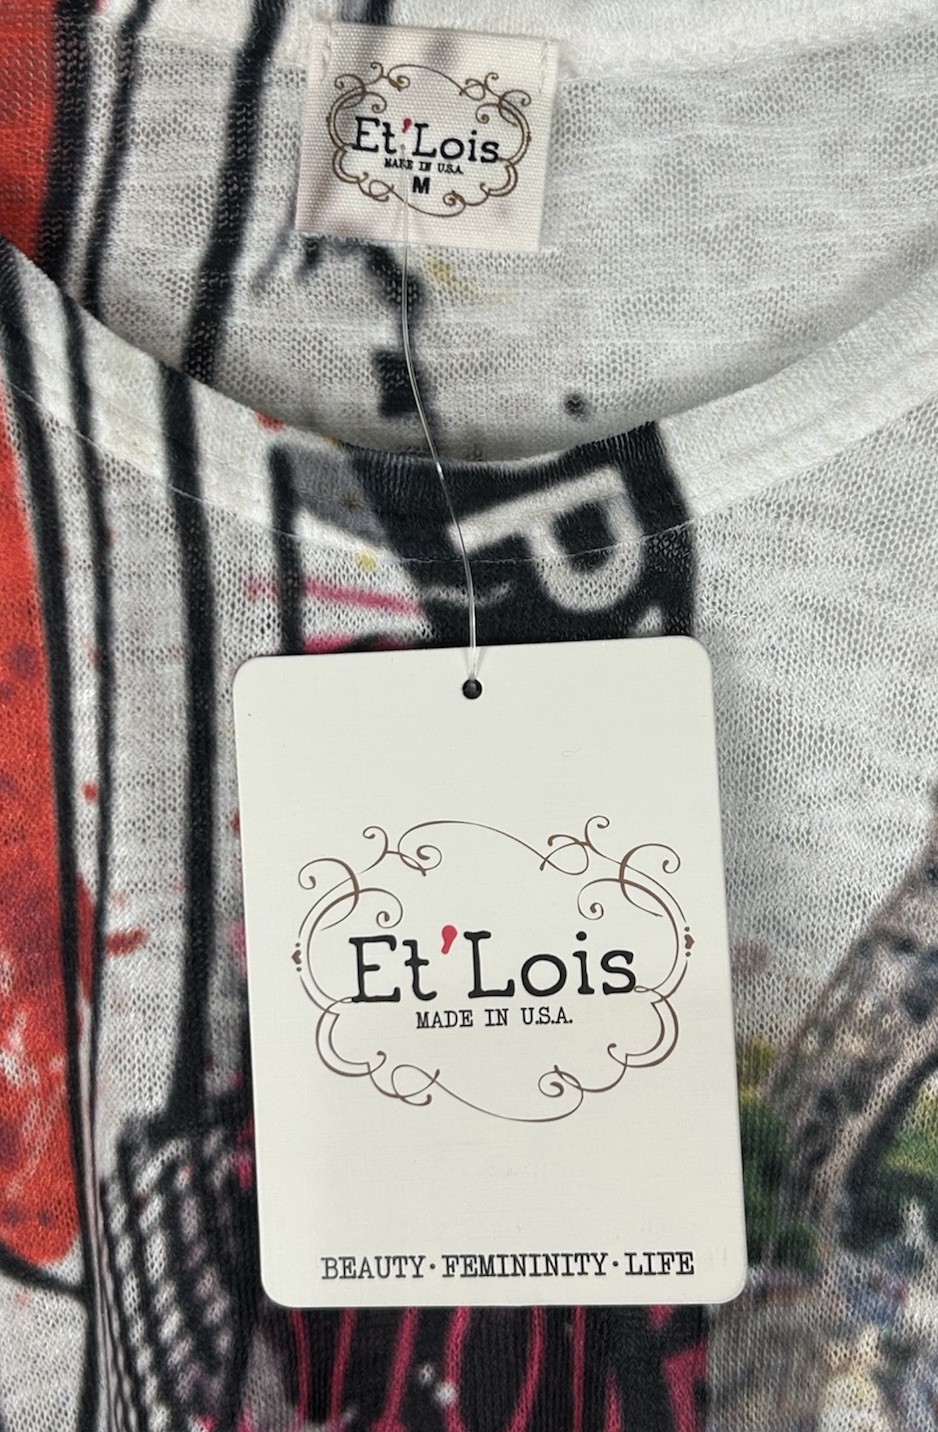 Et'Lois
MADE IN U.S.A.
M
P
Et'Lois
MADE IN U.S.A.
BEAUTY·FEMININITY·LIFE